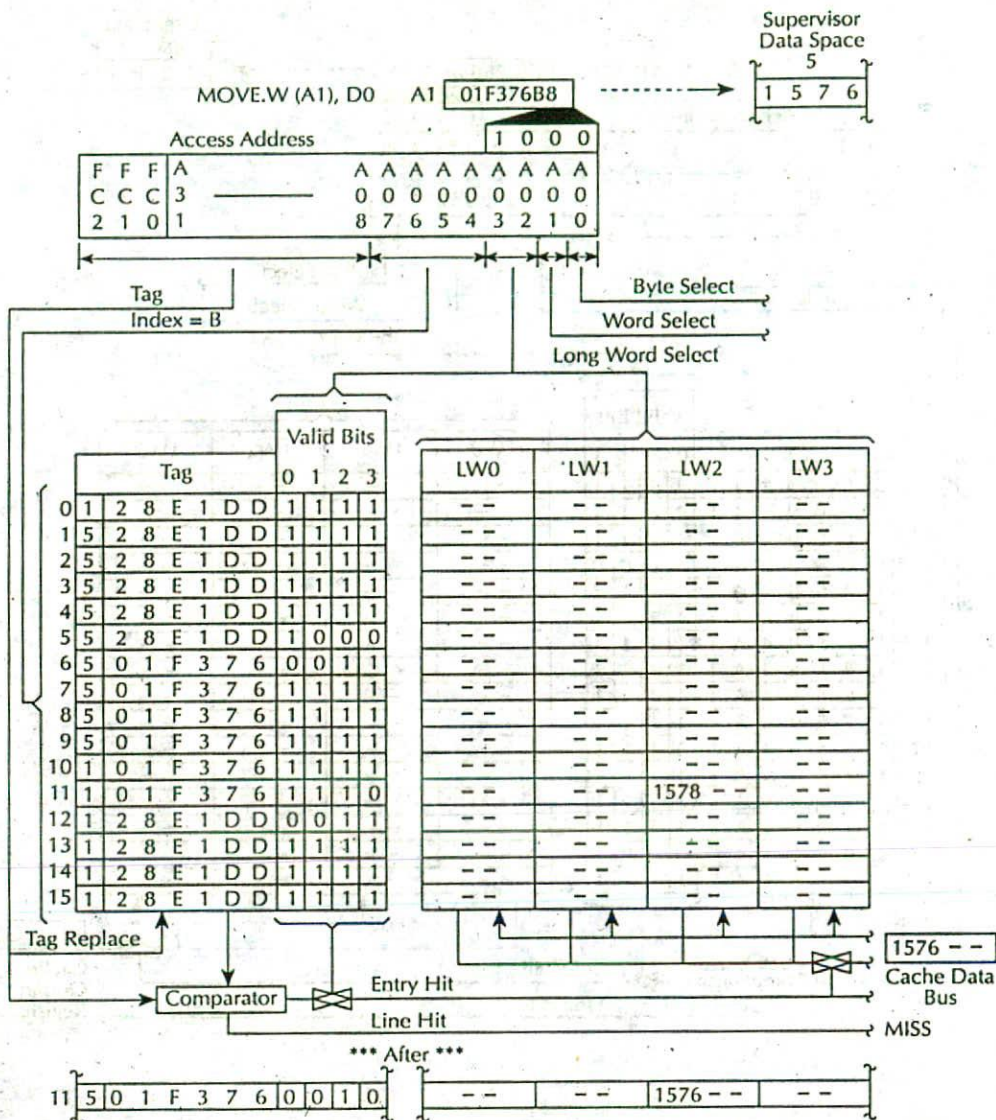 Supervisor
Data Space
5
1 5 7 6
MOVE.W (A1), D0 A1 01F376B8
Access Address
1 0 0 0
F F F A A A A A A A A A A
C C C 3 0 0 0 0 0 0 0 0 0
2 1 0 1 8 7 6 5 4 3 2 1 0
Tag
Index = B
Byte Select
Word Select
Long Word Select
Valid Bits
Tag 0 1 2 3
LW0 LW1 LW2 LW3
0 1 2 8 E 1 D D 1 1 1 1 -- -- -- --
1 5 2 8 E 1 D D 1 1 1 1 -- -- -- --
2 5 2 8 E 1 D D 1 1 1 1 -- -- -- --
3 5 2 8 E 1 D D 1 1 1 1 -- -- -- --
4 5 2 8 E 1 D D 1 1 1 1 -- -- -- --
5 5 2 8 E 1 D D 1 0 0 0 -- -- -- --
6 5 0 1 F 3 7 6 0 0 1 1 -- -- -- --
7 5 0 1 F 3 7 6 1 1 1 1 -- -- -- --
8 5 0 1 F 3 7 6 1 1 1 1 -- -- -- --
9 5 0 1 F 3 7 6 1 1 1 1 -- -- -- --
10 1 0 1 F 3 7 6 1 1 1 1 -- -- -- --
11 1 0 1 F 3 7 6 1 1 1 0 -- -- 1578 -- --
12 1 2 8 E 1 D D 0 0 1 1 -- -- -- --
13 1 2 8 E 1 D D 1 1 1 1 -- -- -- --
14 1 2 8 E 1 D D 1 1 1 1 -- -- -- --
15 1 2 8 E 1 D D 1 1 1 1 -- -- -- --
Tag Replace
1576 --
Cache Data
Bus
Comparator
Entry Hit
Line Hit
MISS
*** After ***
11 5 0 1 F 3 7 6 0 0 1 0 -- -- 1576 -- --